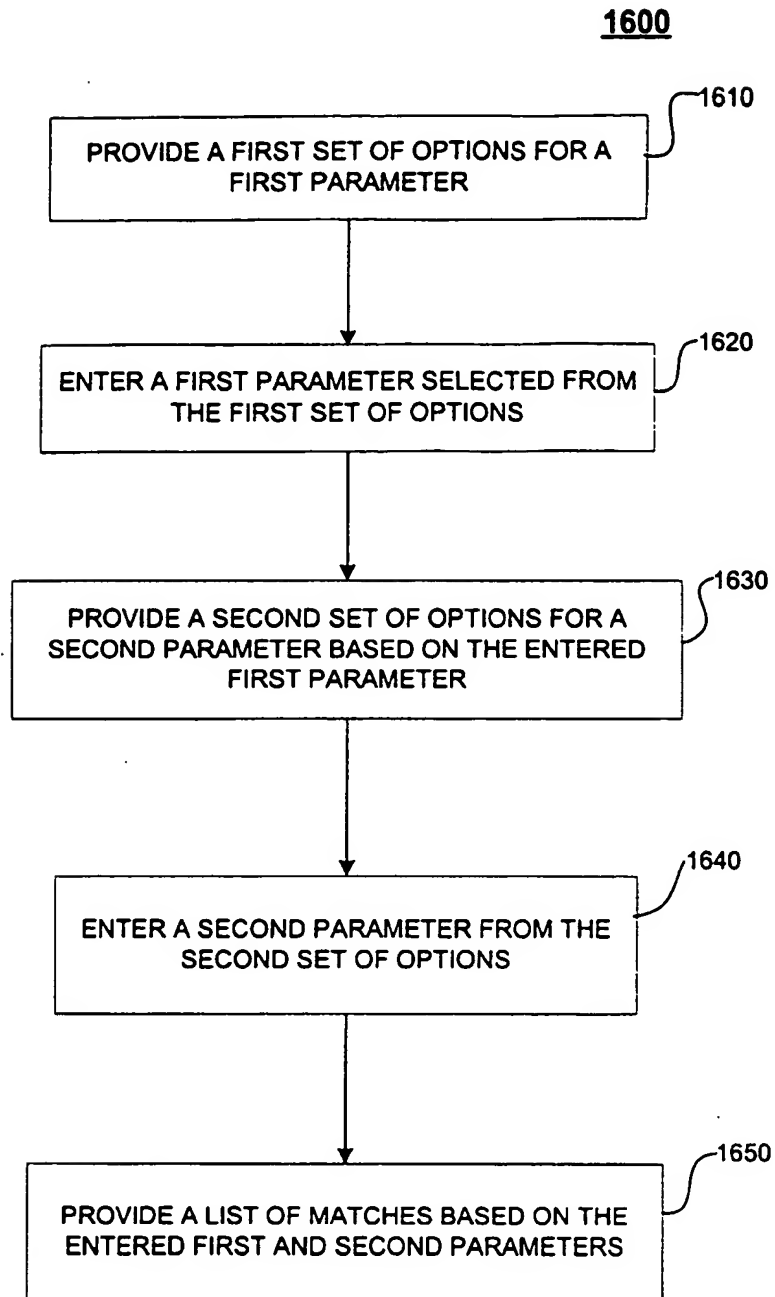 1600
1610
PROVIDE A FIRST SET OF OPTIONS FOR A
FIRST PARAMETER
1620
ENTER A FIRST PARAMETER SELECTED FROM
THE FIRST SET OF OPTIONS
1630
PROVIDE A SECOND SET OF OPTIONS FOR A
SECOND PARAMETER BASED ON THE ENTERED
FIRST PARAMETER
1640
ENTER A SECOND PARAMETER FROM THE
SECOND SET OF OPTIONS
1650
PROVIDE A LIST OF MATCHES BASED ON THE
ENTERED FIRST AND SECOND PARAMETERS